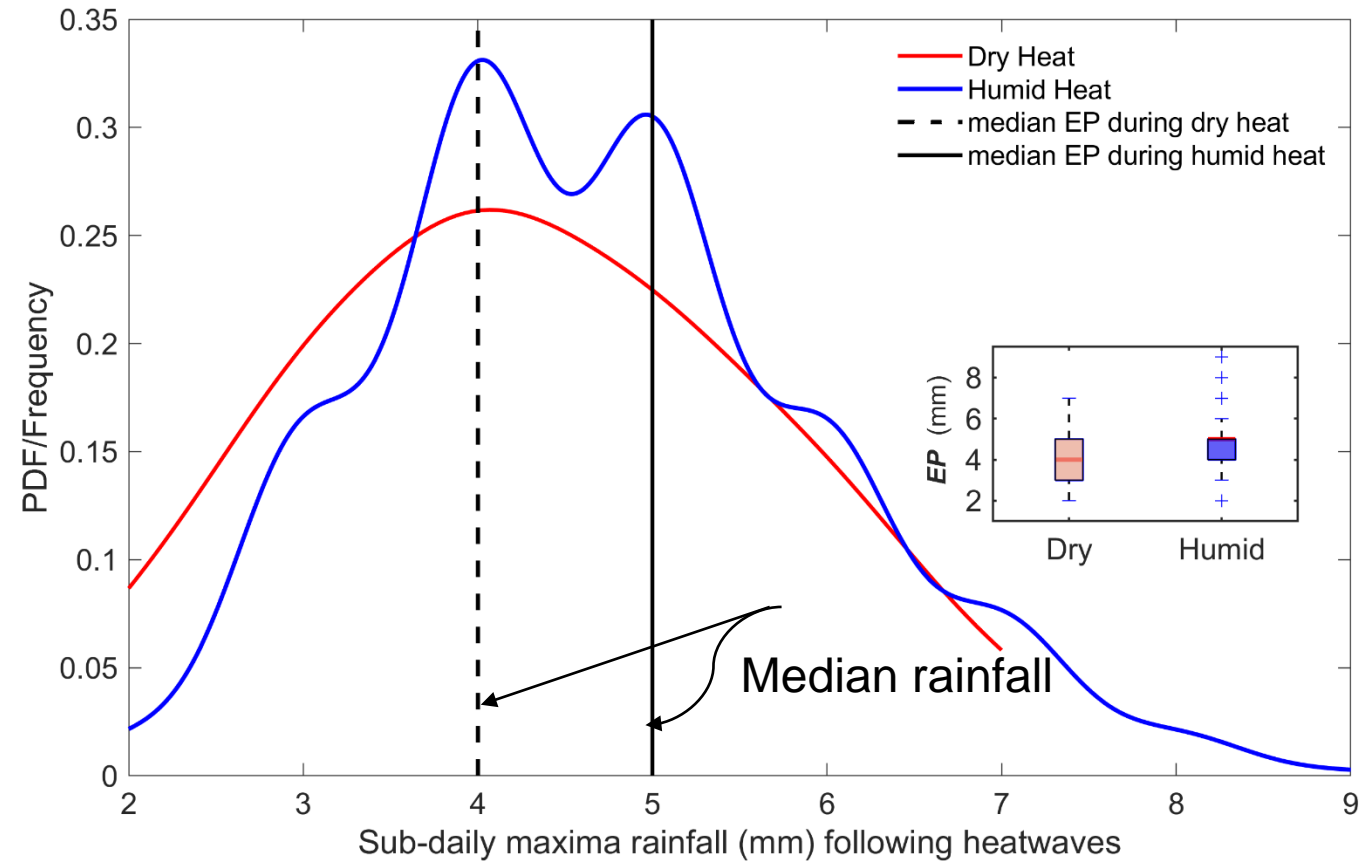 0.35
0.3
0.25
0.2
0.15
0.1
0.05
0
PDF/Frequency
2 3 4 5 6 7 8 9
Sub-daily maxima rainfall (mm) following heatwaves
Dry Heat
Humid Heat
median EP during dry heat
median EP during humid heat
8
6
4
2
EP (mm)
Dry Humid
Median rainfall